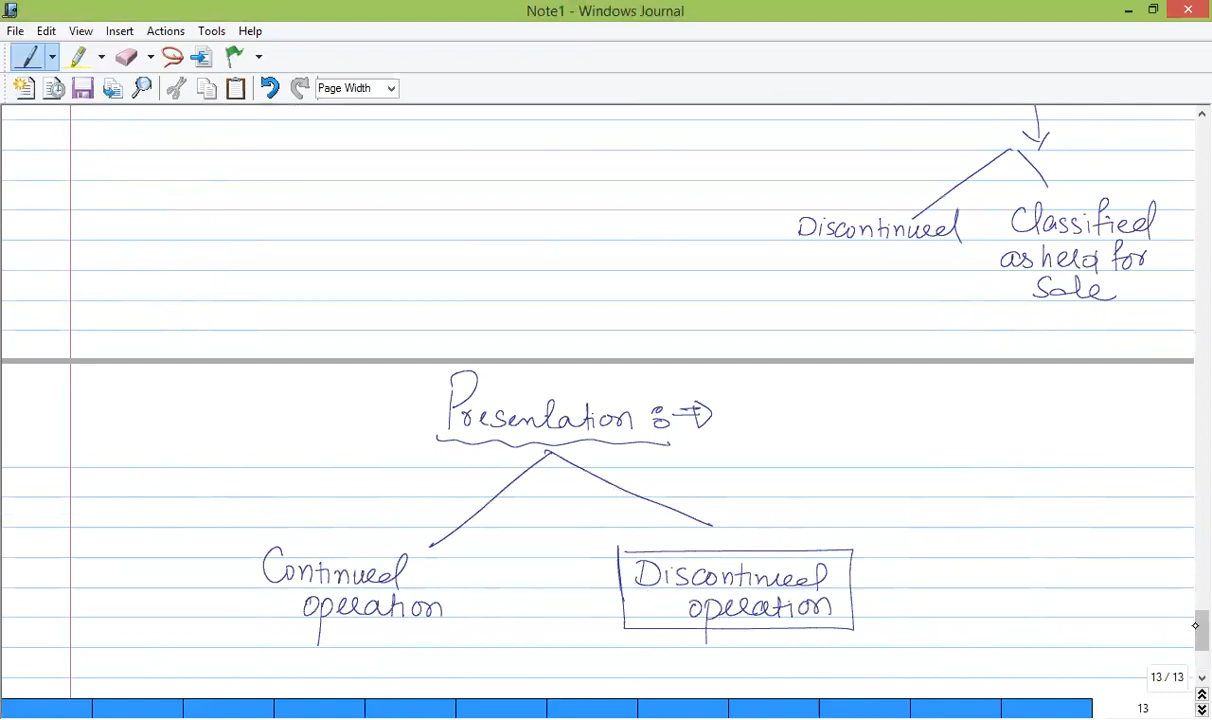 Note1 - Windows Journal
File Edit View Insert Actions Tools Help
Page Width
Discontinued
Classified
as held for
Sale
Presentation :
Continued
operation
Discontinued
operation
13 / 13
13